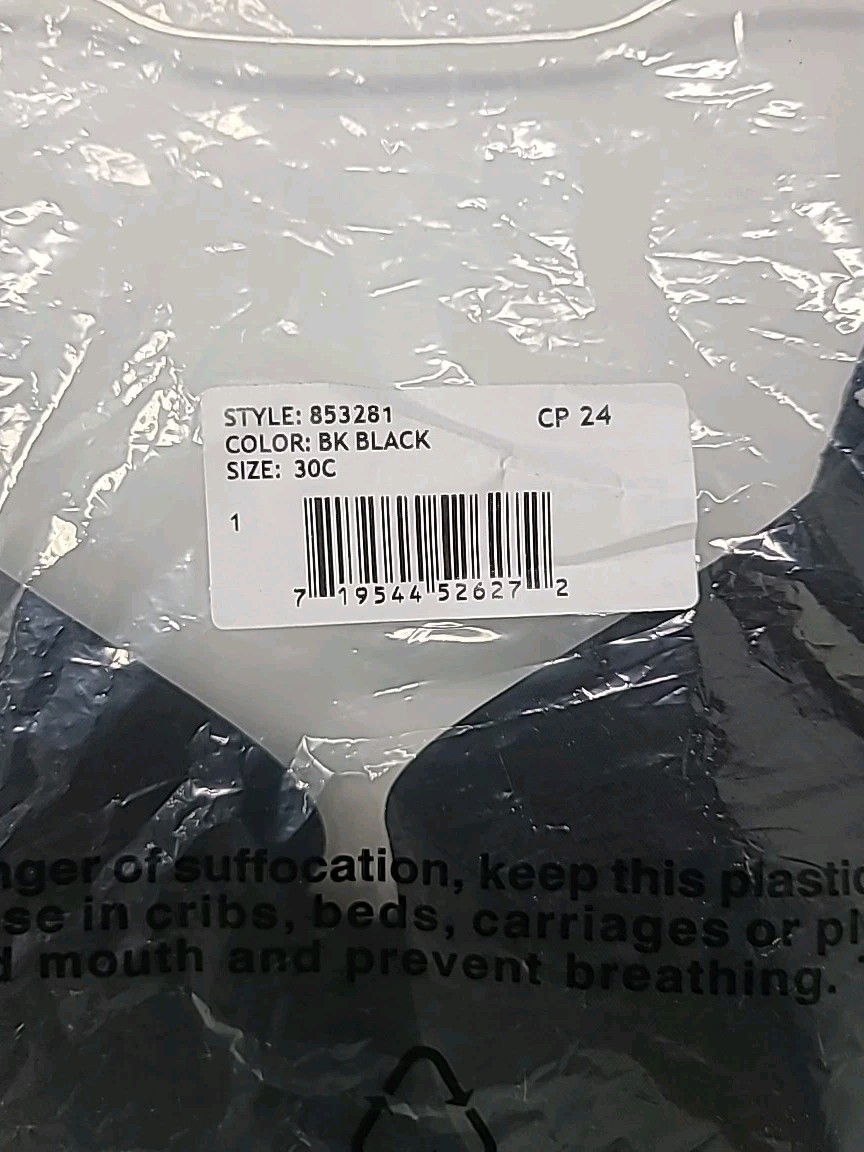 STYLE: 853281 CP 24
COLOR: BK BLACK
SIZE: 30C
1
7 19544 52627 2
nger of suffocation, keep this plastic
se in cribs, beds, carriages or pl
d mouth and prevent breathing. T